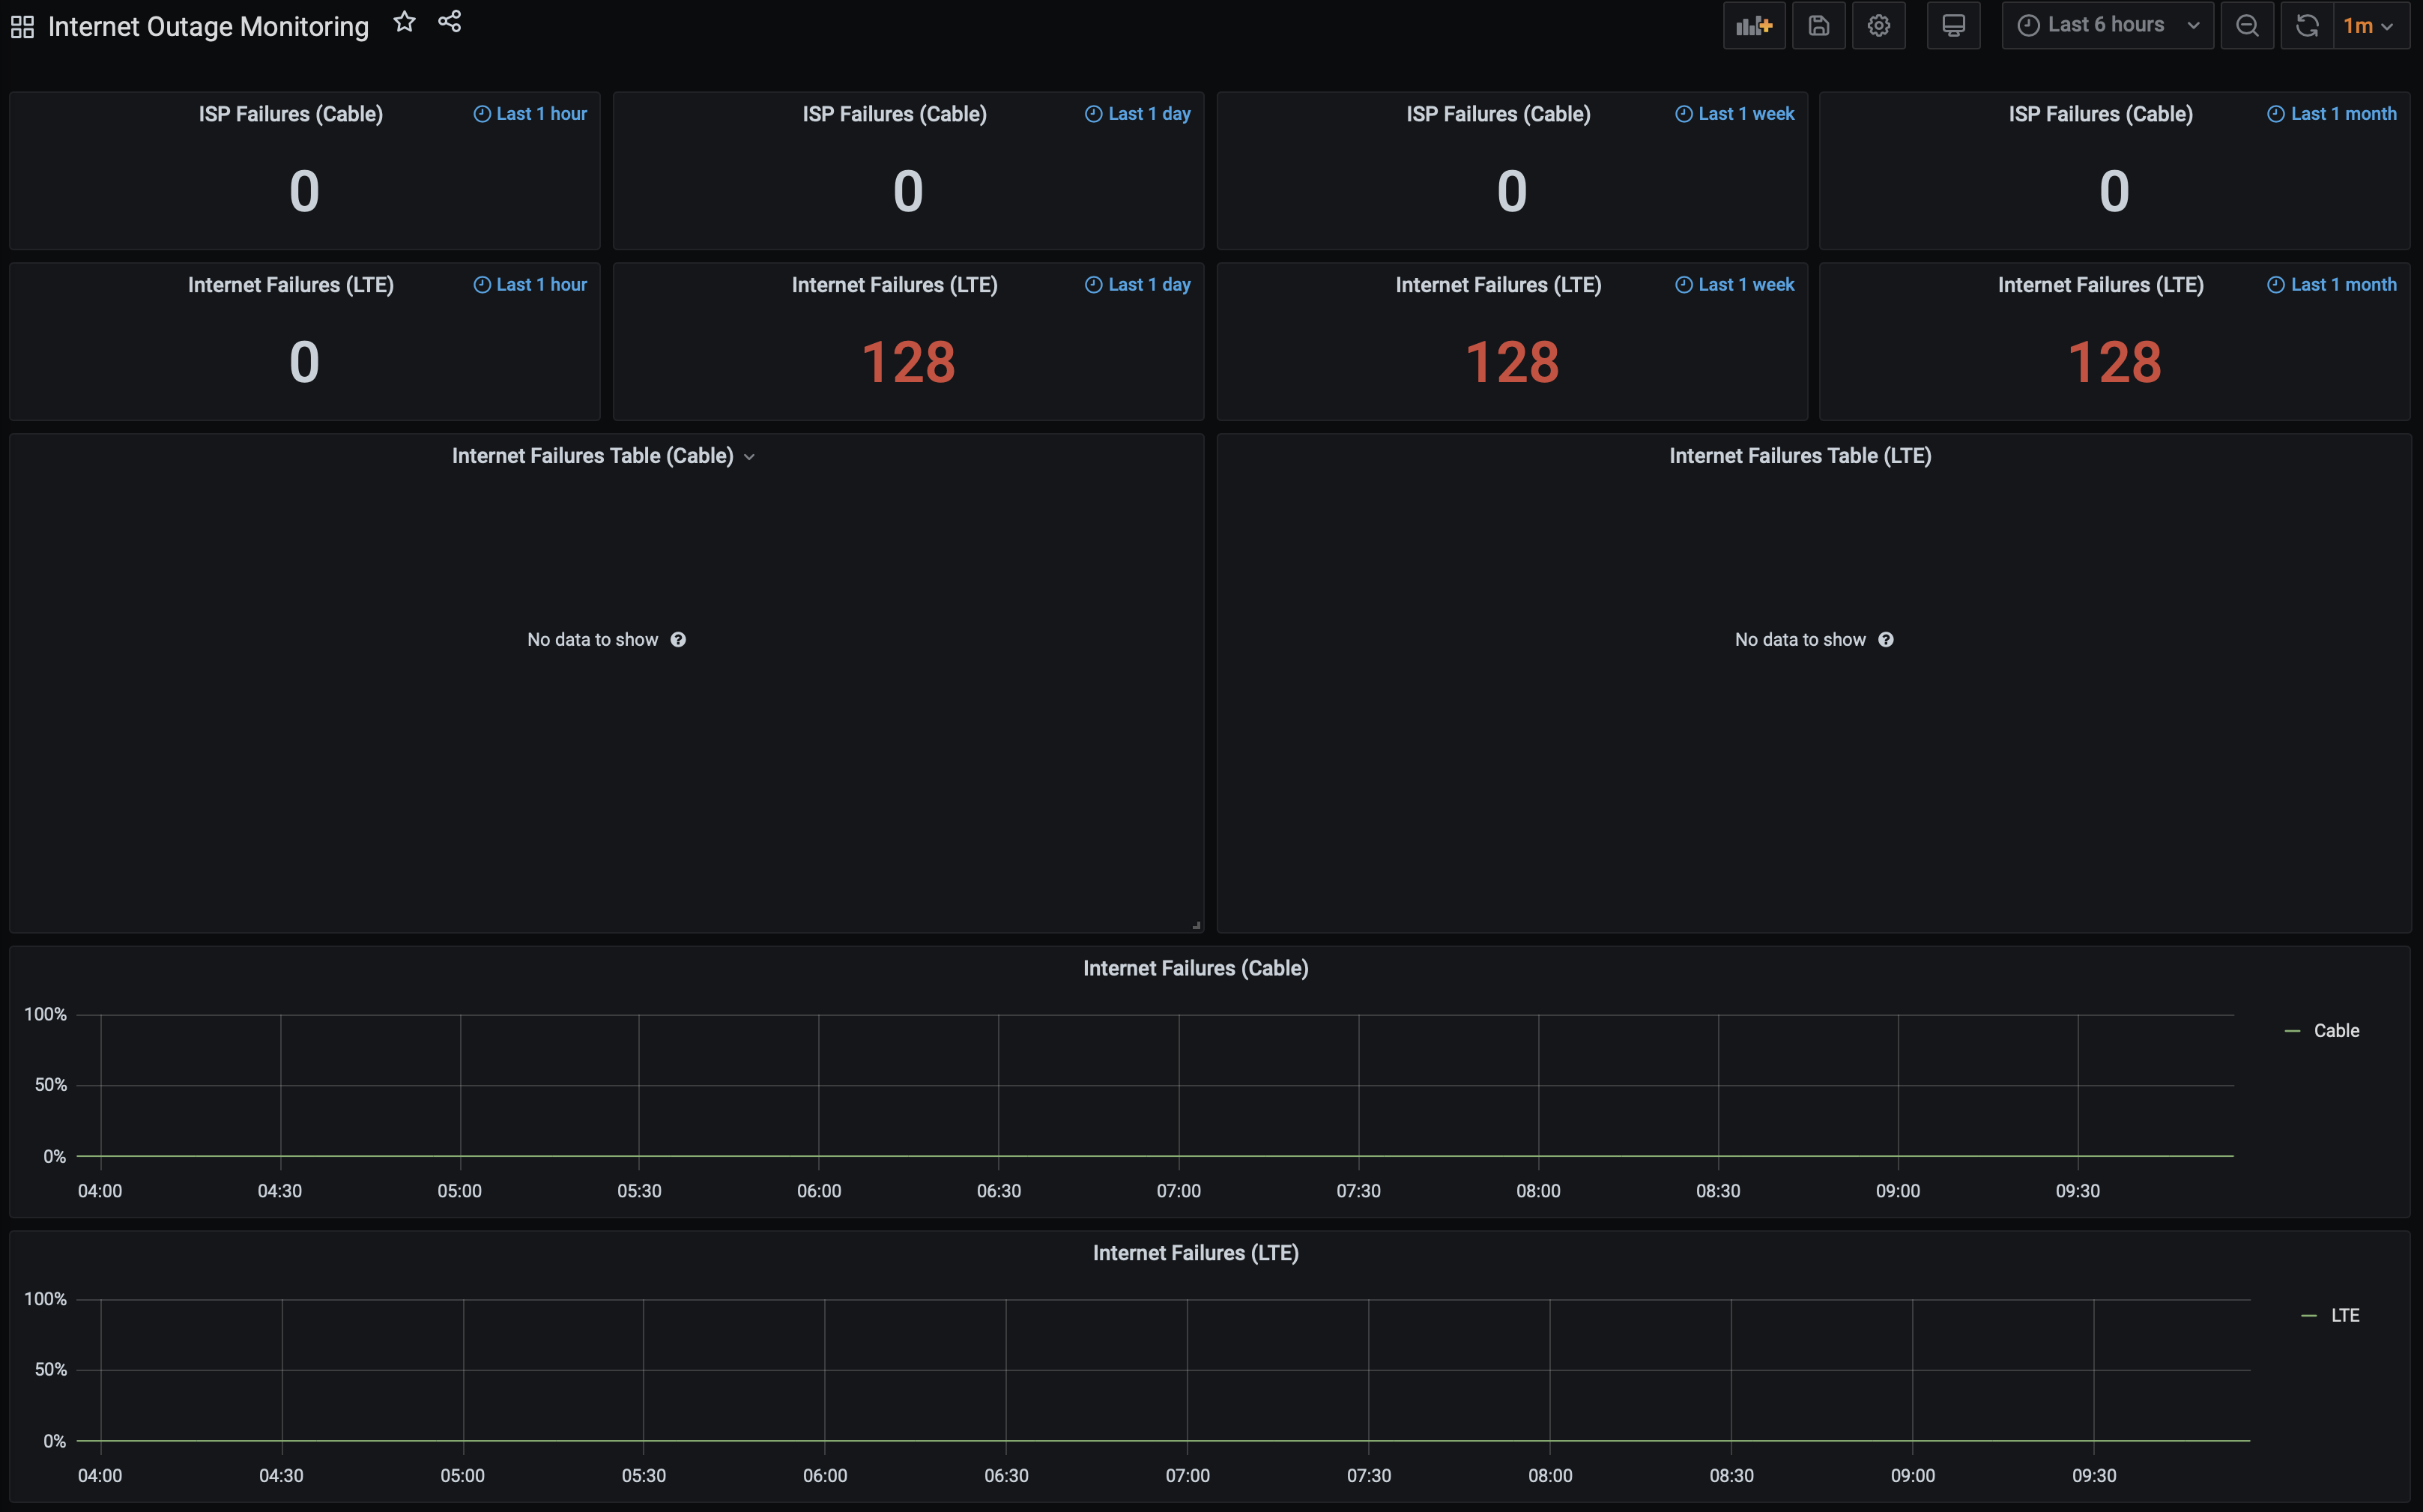 Internet Outage Monitoring
Last 6 hours
1m
ISP Failures (Cable) Last 1 hour
0
ISP Failures (Cable) Last 1 day
0
ISP Failures (Cable) Last 1 week
0
ISP Failures (Cable) Last 1 month
0
Internet Failures (LTE) Last 1 hour
0
Internet Failures (LTE) Last 1 day
128
Internet Failures (LTE) Last 1 week
128
Internet Failures (LTE) Last 1 month
128
Internet Failures Table (Cable)
No data to show
Internet Failures Table (LTE)
No data to show
Internet Failures (Cable)
100%
50%
0%
04:00 04:30 05:00 05:30 06:00 06:30 07:00 07:30 08:00 08:30 09:00 09:30
Cable
Internet Failures (LTE)
100%
50%
0%
04:00 04:30 05:00 05:30 06:00 06:30 07:00 07:30 08:00 08:30 09:00 09:30
LTE